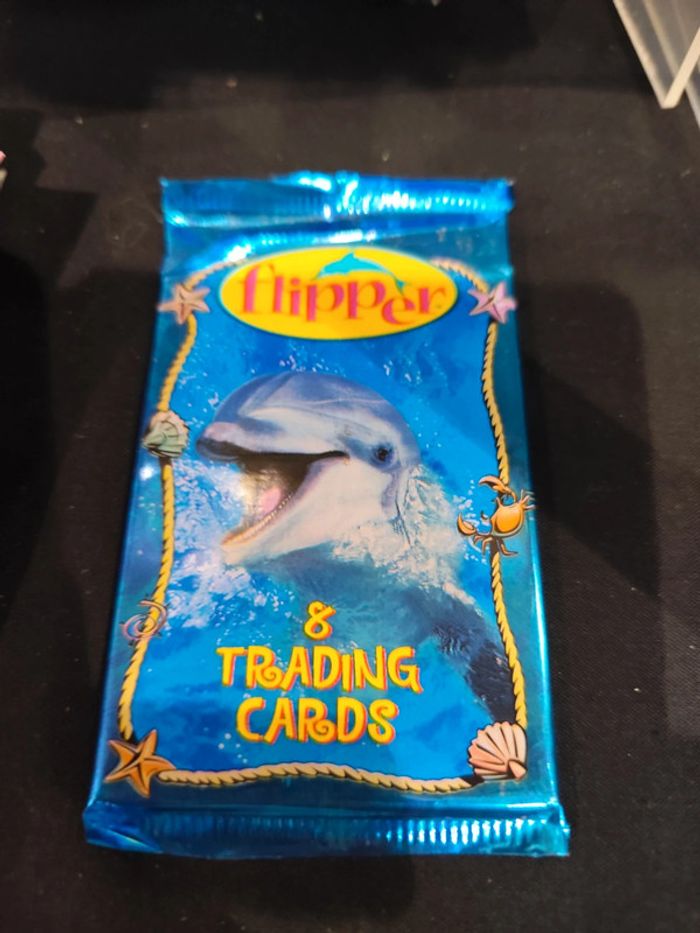 flipper
8
TRADING
CARDS